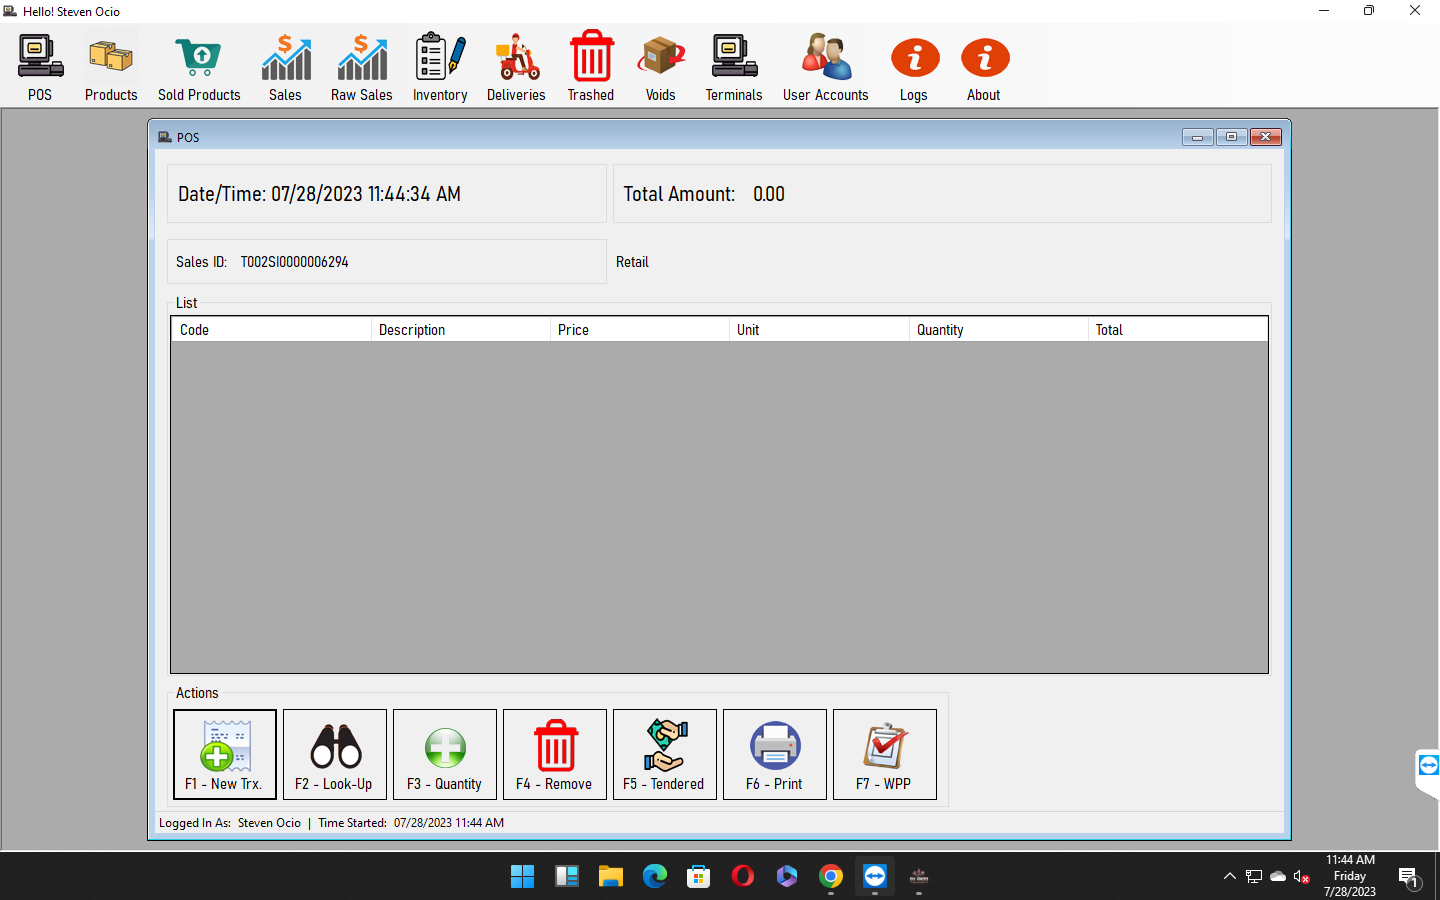 Hello! Steven Ocio
POS
Products
Sold Products
Sales
Raw Sales
Inventory
Deliveries
Trashed
Voids
Terminals
User Accounts
Logs
About
POS
Date/Time: 07/28/2023 11:44:34 AM
Total Amount: 0.00
Sales ID: T002SI0000006294
Retail
List
Code Description Price Unit Quantity Total
Actions
F1 - New Trx.
F2 - Look-Up
F3 - Quantity
F4 - Remove
F5 - Tendered
F6 - Print
F7 - WPP
Logged In As: Steven Ocio | Time Started: 07/28/2023 11:44 AM
11:44 AM
Friday
7/28/2023
1